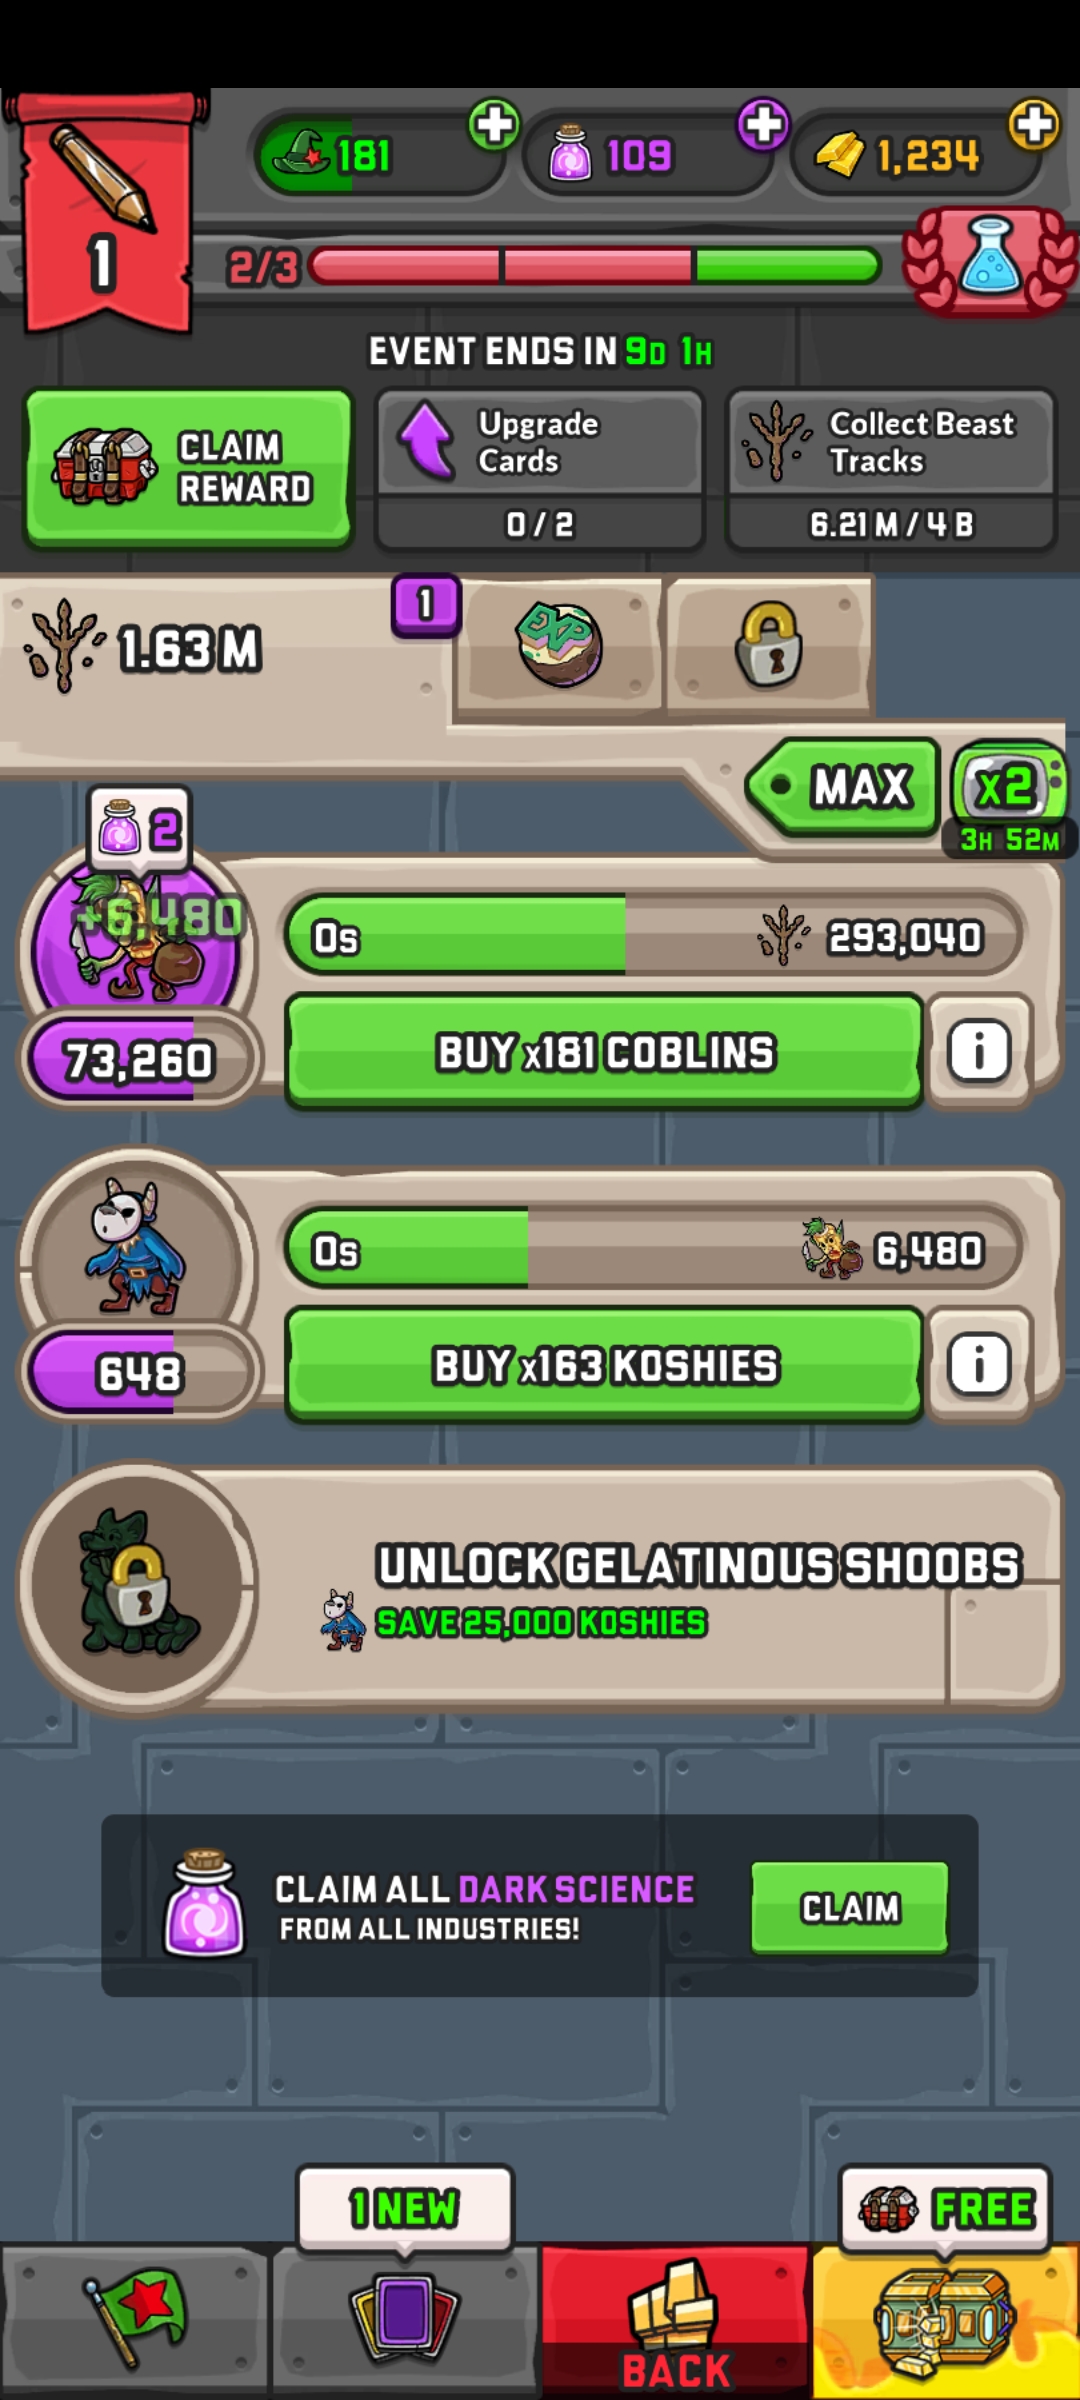 181
109
1,234
1
2/3
EVENT ENDS IN 9D 1H
CLAIM
REWARD
Upgrade
Cards
0 / 2
Collect Beast
Tracks
6.21 M / 4 B
1.63 M
1
EXP
MAX
x2
3H 52M
2
+6,480
0s
293,040
73,260
BUY x181 COBLINS
i
0s
6,480
648
BUY x163 KOSHIES
i
UNLOCK GELATINOUS SHOOBS
SAVE 25,000 KOSHIES
CLAIM ALL DARK SCIENCE
FROM ALL INDUSTRIES!
CLAIM
1 NEW
FREE
BACK